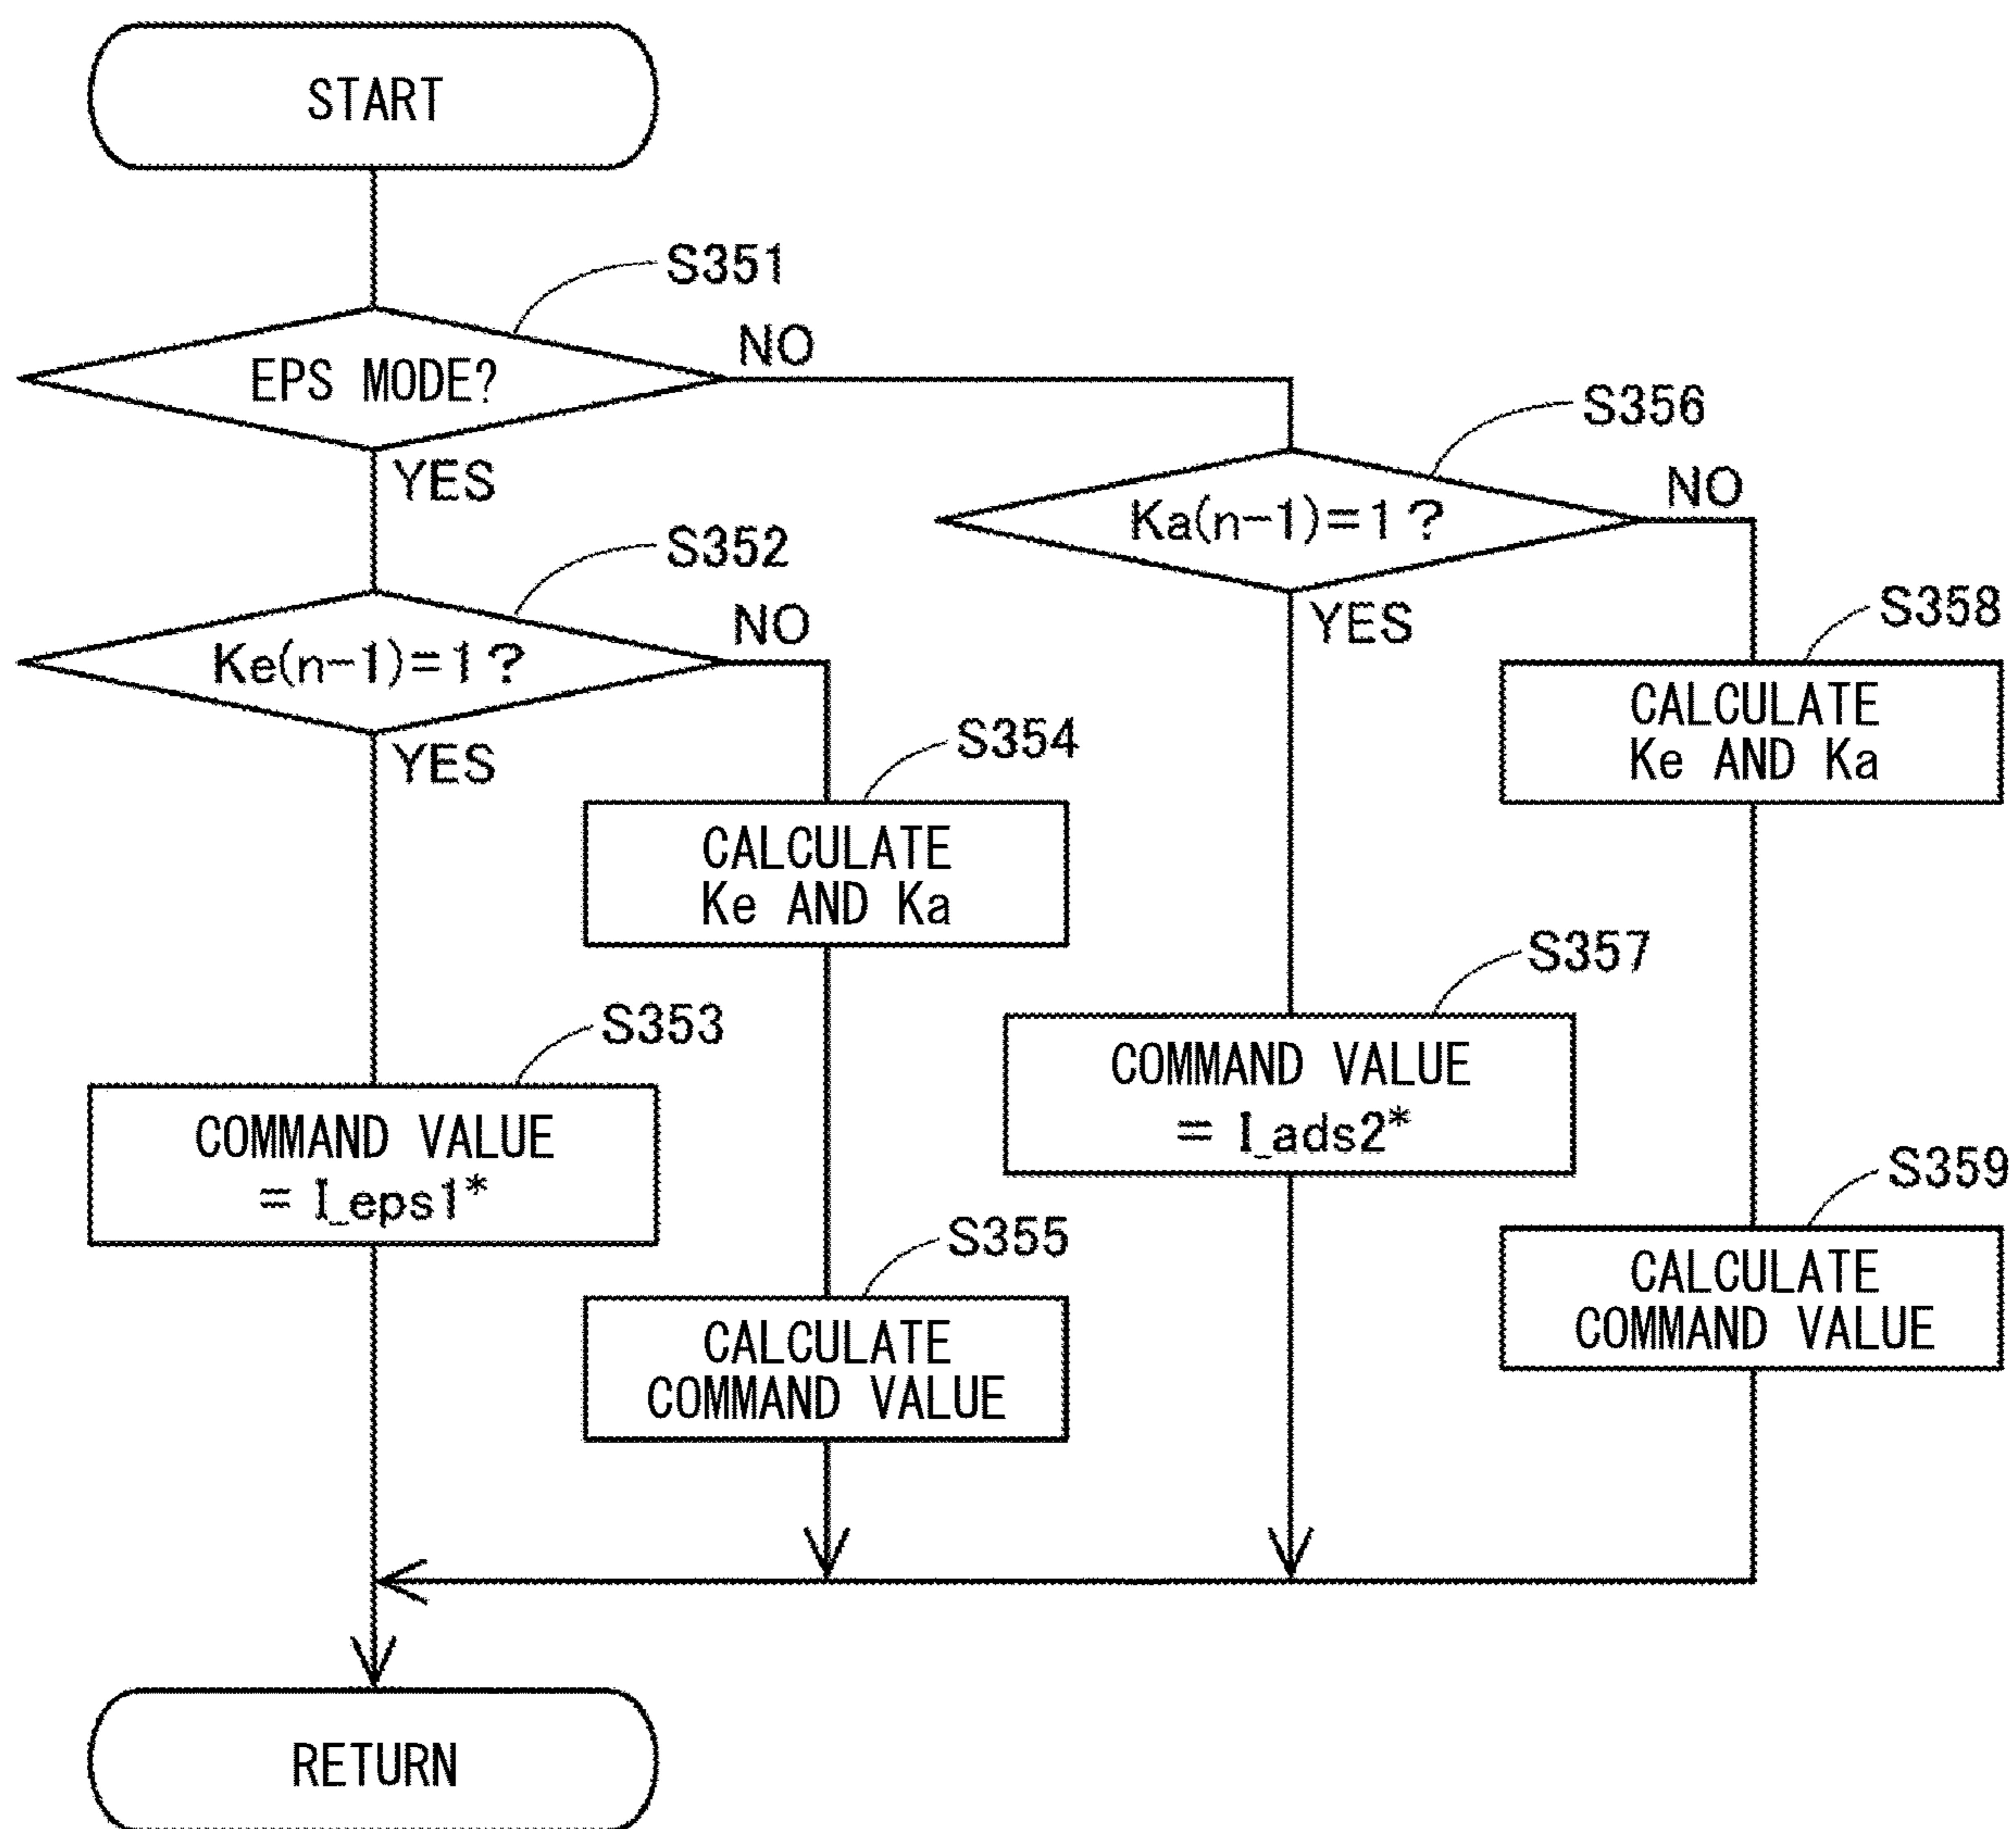 START
S351
EPS MODE?
NO
YES
S356
Ka(n-1)=1?
NO
YES
S352
Ke(n-1)=1?
NO
YES
S358
CALCULATE
Ke AND Ka
S354
CALCULATE
Ke AND Ka
S357
COMMAND VALUE
= I_ads2*
S353
COMMAND VALUE
= I_eps1*
S359
CALCULATE
COMMAND VALUE
S355
CALCULATE
COMMAND VALUE
RETURN